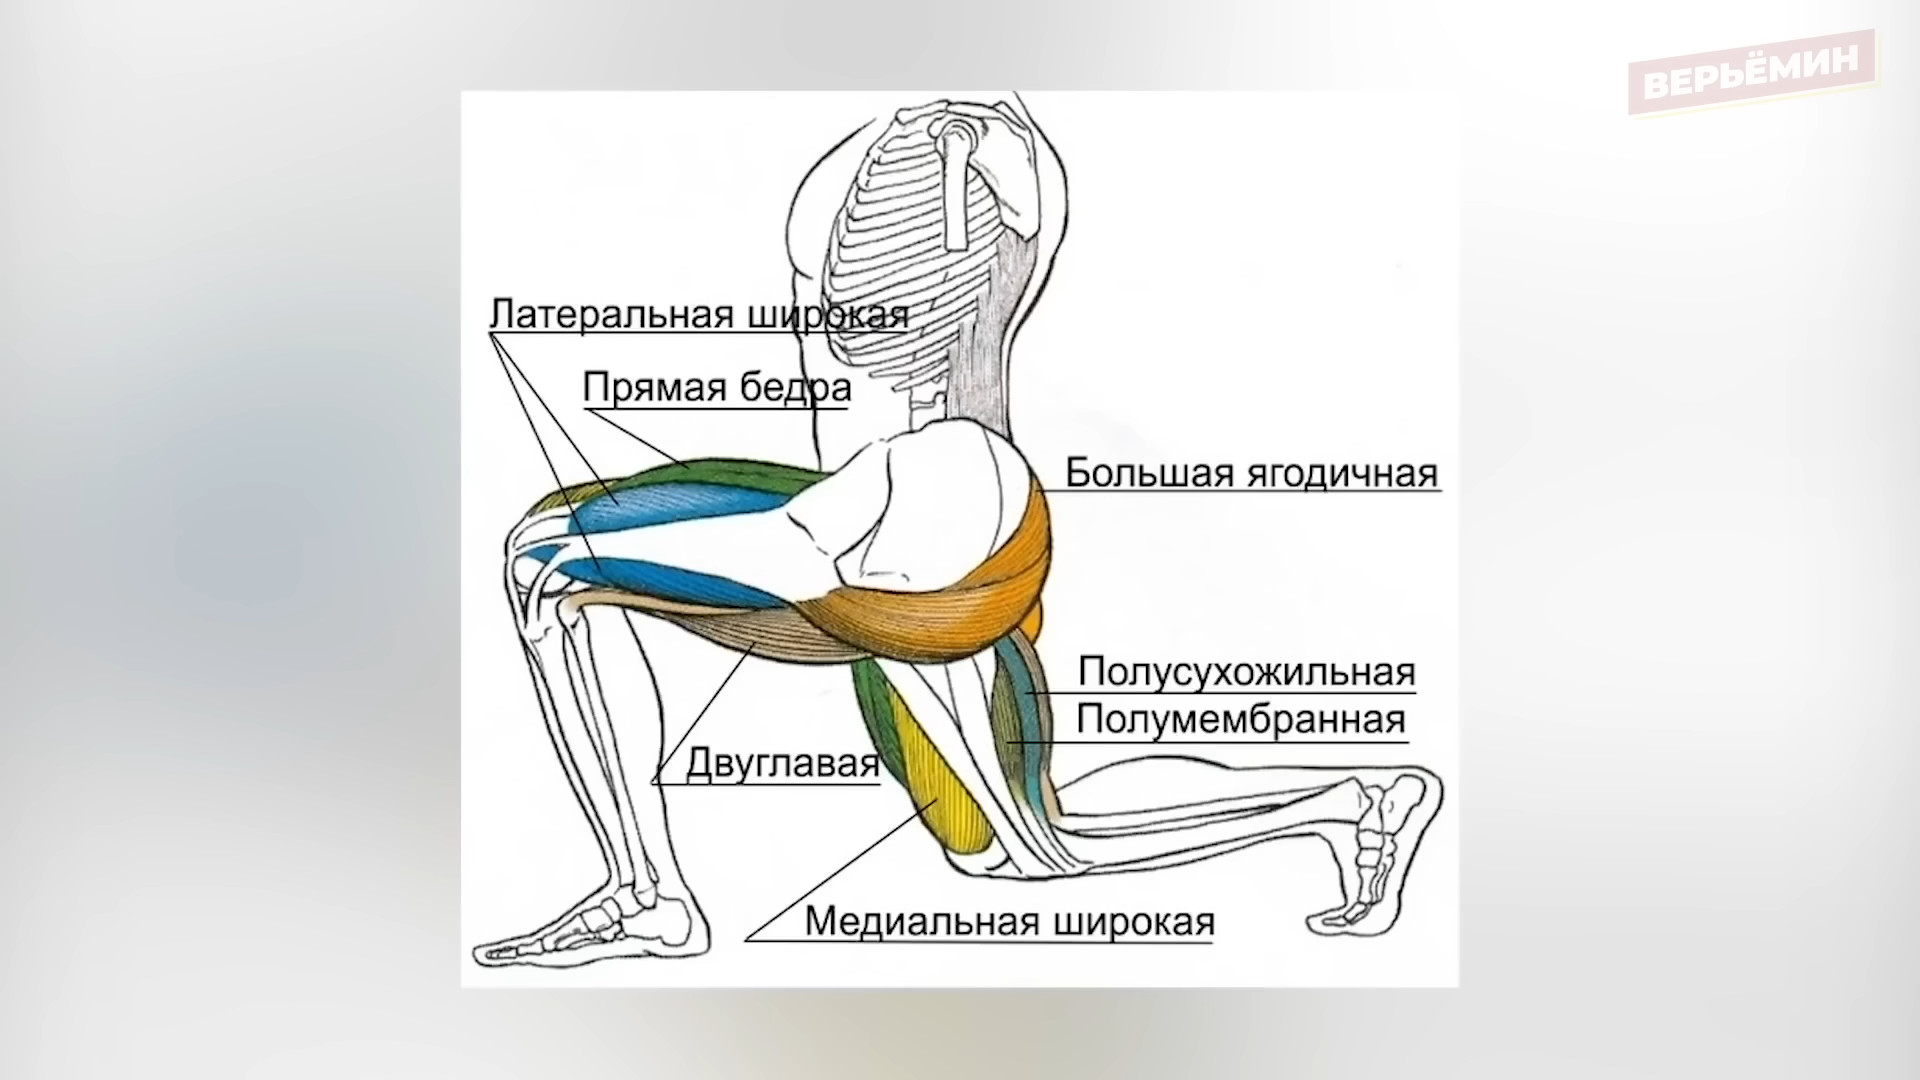 ВЕРЬЁМИН
Латеральная широкая
Прямая бедра
Большая ягодичная
Полусухожильная
Полумембранная
Двуглавая
Медиальная широкая